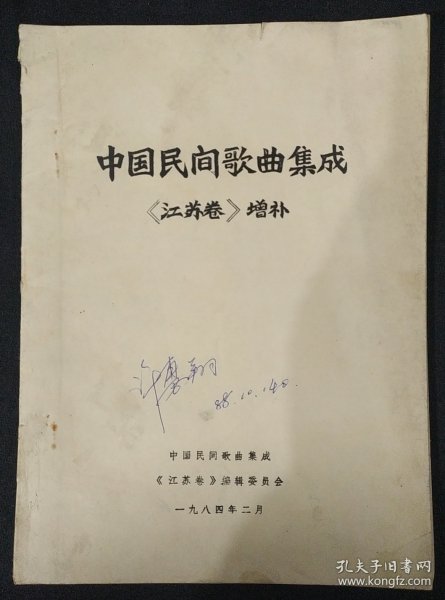 中国民间歌曲集成
《江苏卷》增补
88.10.
中国民间歌曲集成
《江苏卷》编辑委员会
一九八四年二月
孔夫子旧书网
www.kongfz.com